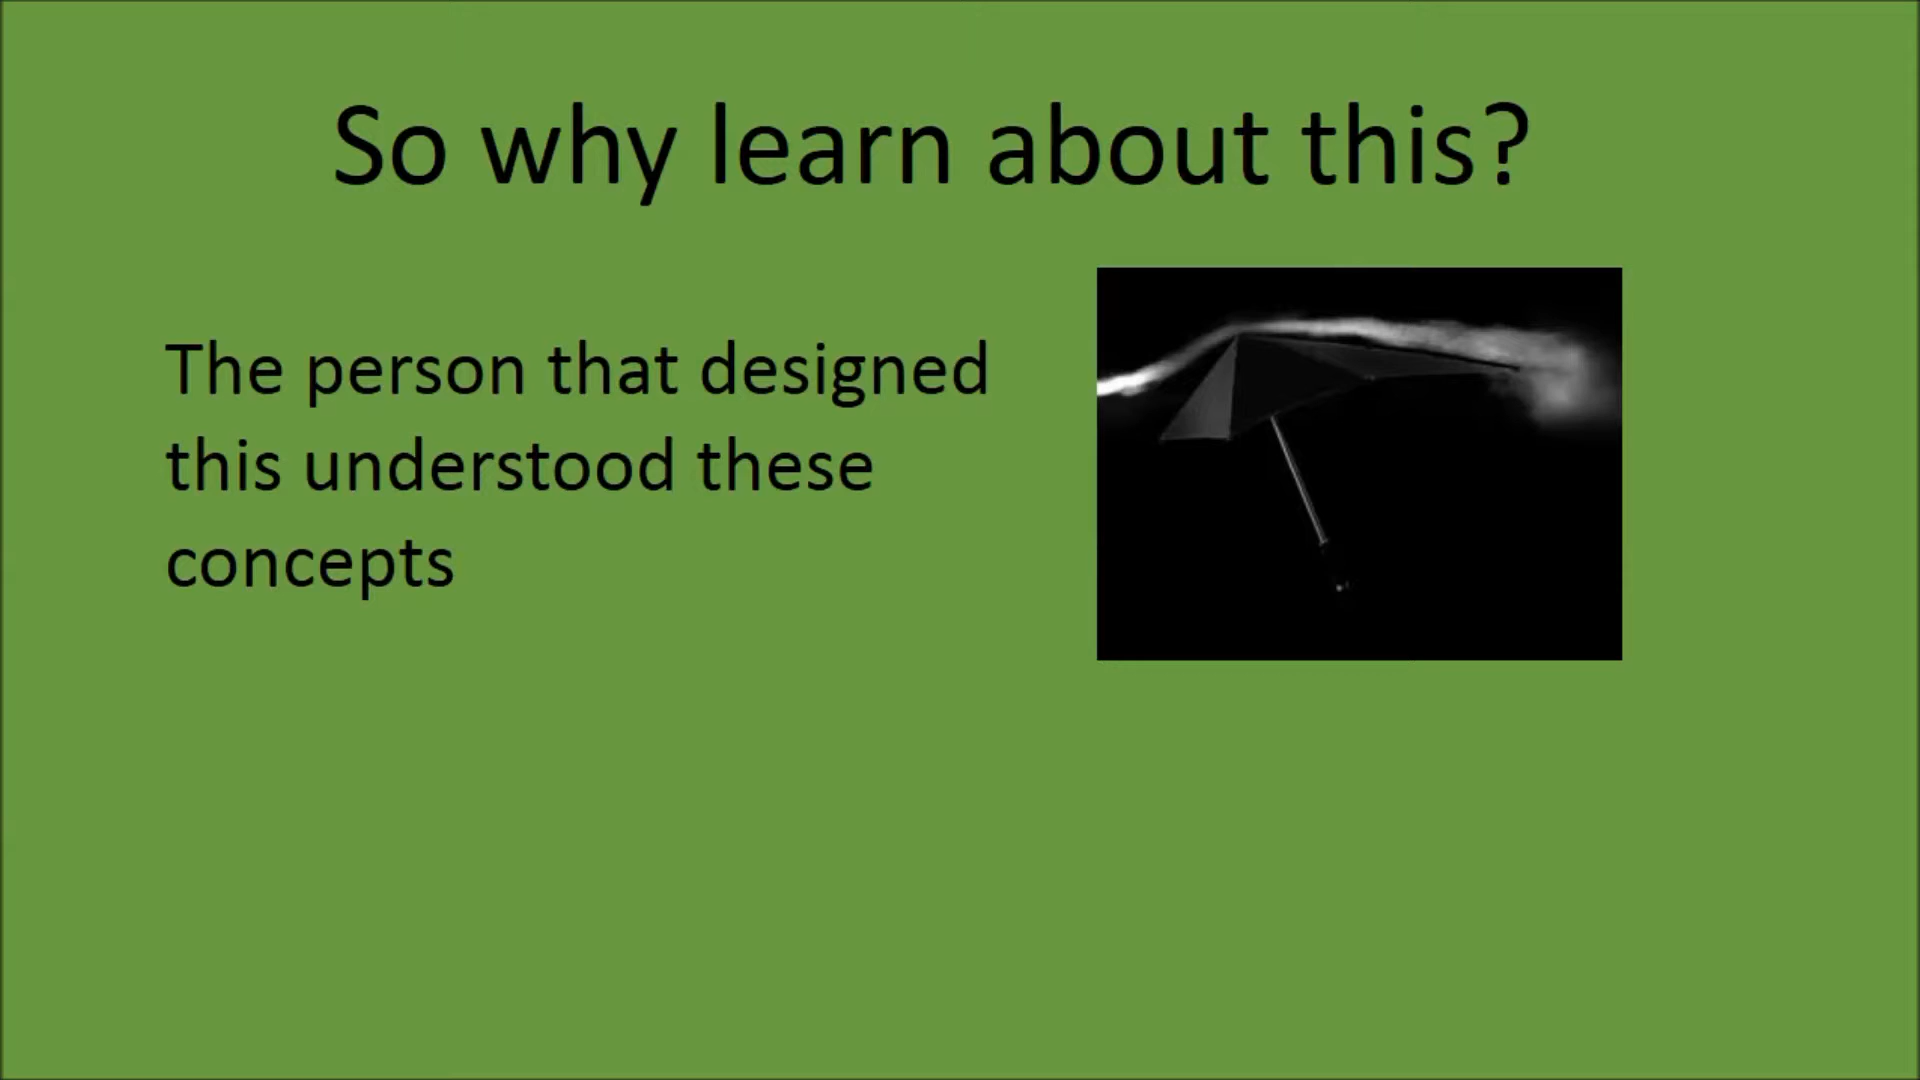 So why learn about this?
The person that designed
this understood these
concepts